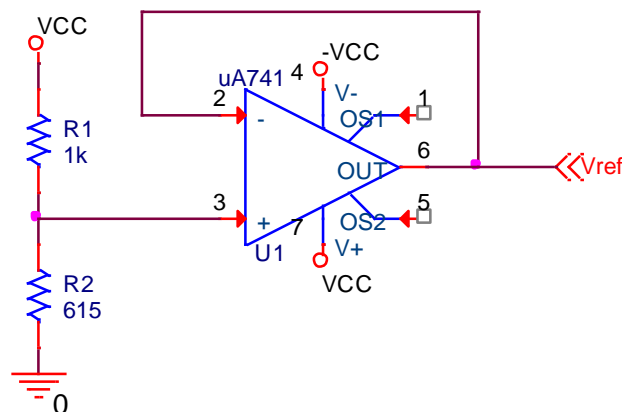 VCC
-VCC
uA741
4
V-
2
1
-
OS1
R1
1k
OUT
6
Vref
3
+
7
OS2
5
U1
V+
VCC
R2
615
0